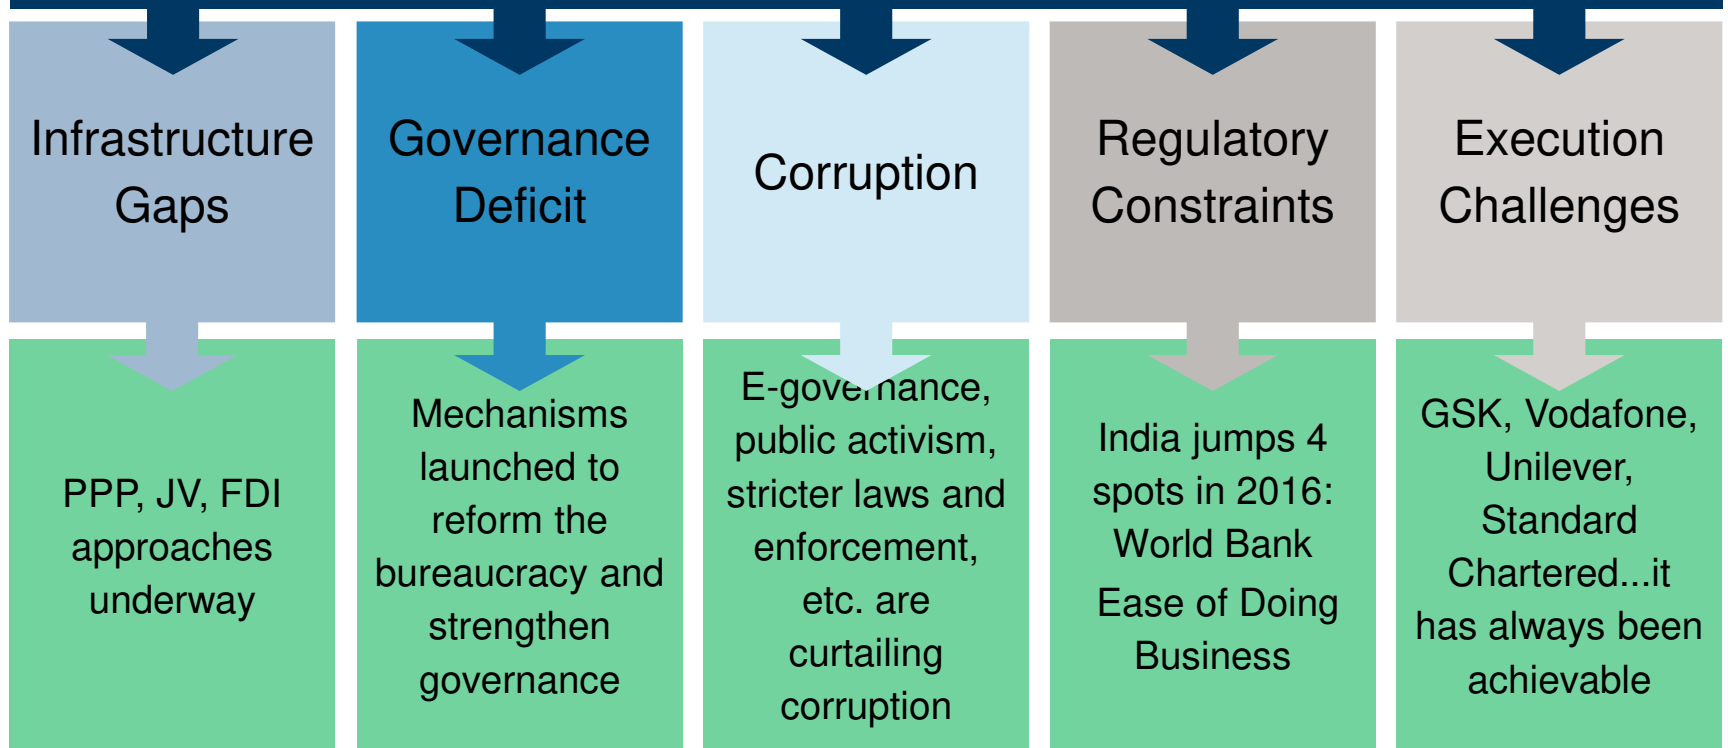 Infrastructure
Gaps
Governance
Deficit
Corruption
Regulatory
Constraints
Execution
Challenges
PPP, JV, FDI
approaches
underway
Mechanisms
launched to
reform the
bureaucracy and
strengthen
governance
E-governance,
public activism,
stricter laws and
enforcement,
etc. are
curtailing
corruption
India jumps 4
spots in 2016:
World Bank
Ease of Doing
Business
GSK, Vodafone,
Unilever,
Standard
Chartered...it
has always been
achievable